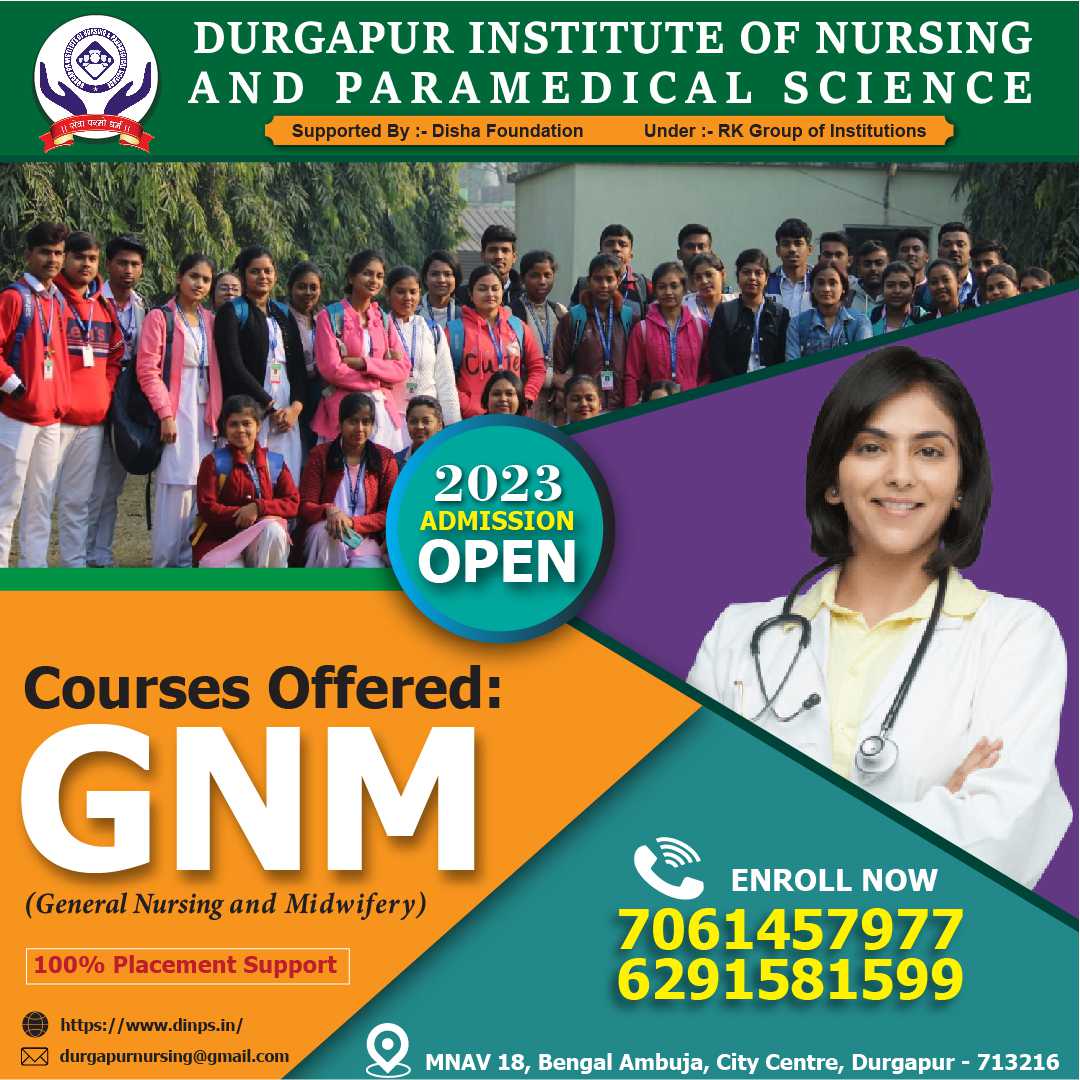 DURGAPUR INSTITUTE OF NURSING
AND PARAMEDICAL SCIENCE
Supported By :- Disha Foundation Under :- RK Group of Institutions
|| सेवा परमो धर्म ||
2023
ADMISSION
OPEN
Courses Offered:
GNM
(General Nursing and Midwifery)
100% Placement Support
https://www.dinps.in/
durgapurnursing@gmail.com
ENROLL NOW
7061457977
6291581599
MNAV 18, Bengal Ambuja, City Centre, Durgapur - 713216